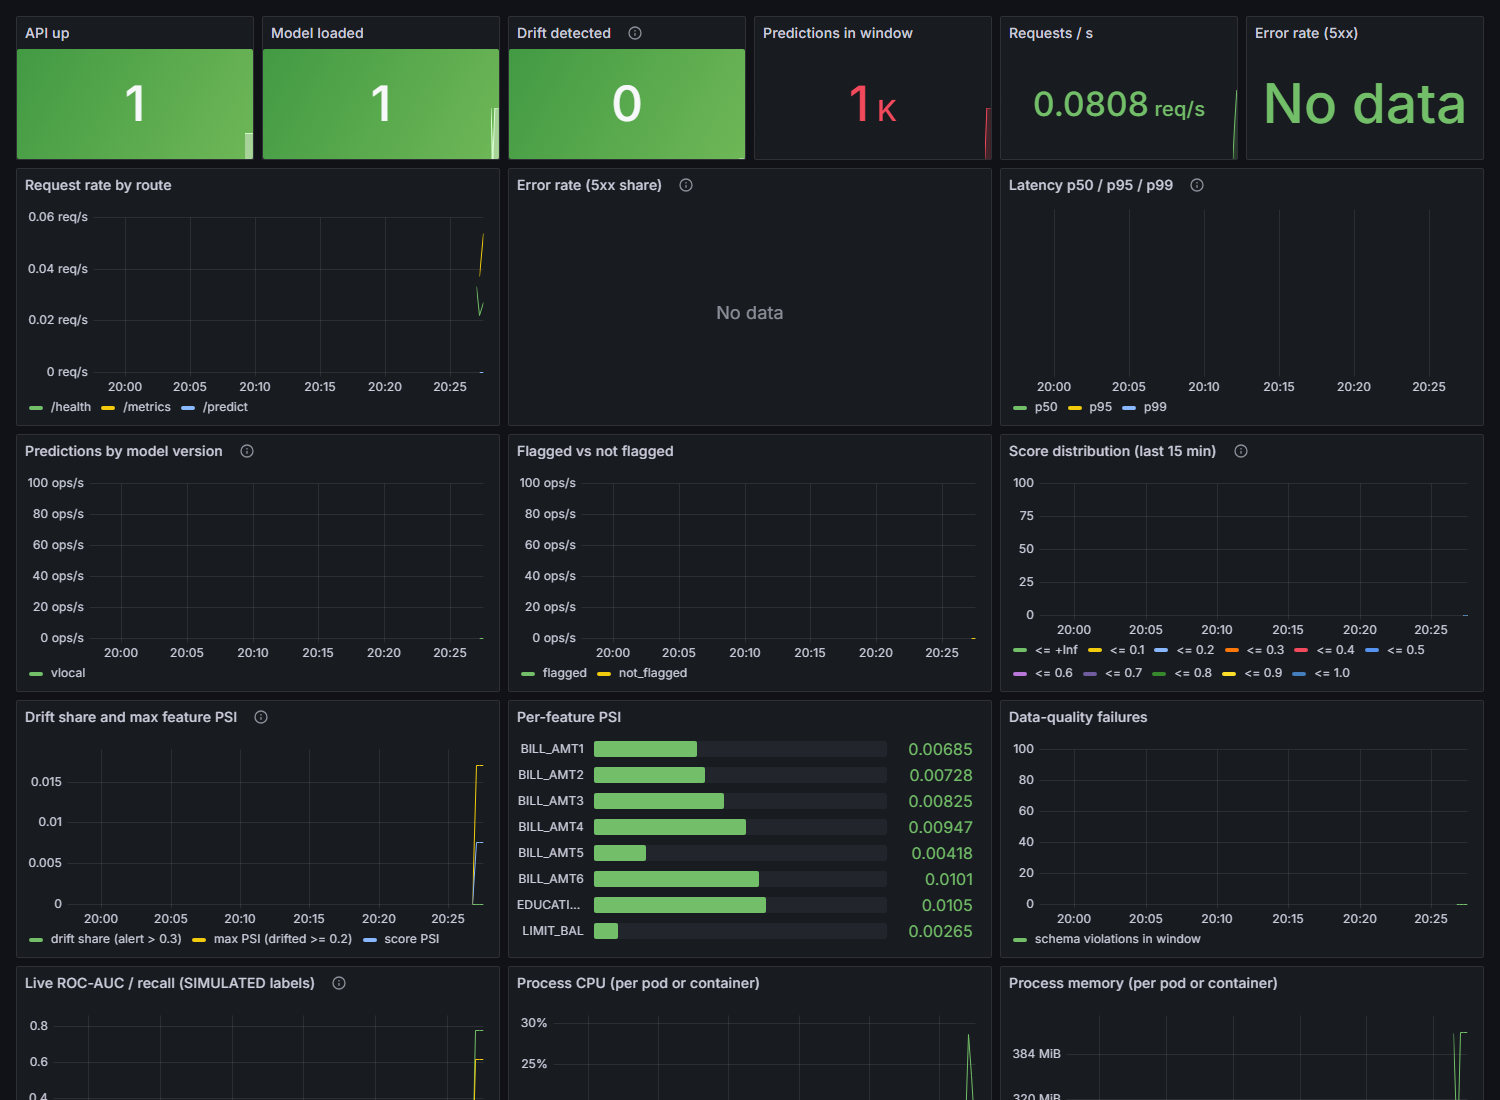 API up
Model loaded
Drift detected
Predictions in window
Requests / s
Error rate (5xx)
1
1
0
1 K
0.0808 req/s
No data
Request rate by route
0.06 req/s
0.04 req/s
0.02 req/s
0 req/s
20:00 20:05 20:10 20:15 20:20 20:25
/health /metrics /predict
Error rate (5xx share)
No data
Latency p50 / p95 / p99
20:00 20:05 20:10 20:15 20:20 20:25
p50 p95 p99
Predictions by model version
100 ops/s
80 ops/s
60 ops/s
40 ops/s
20 ops/s
0 ops/s
20:00 20:05 20:10 20:15 20:20 20:25
vlocal
Flagged vs not flagged
100 ops/s
80 ops/s
60 ops/s
40 ops/s
20 ops/s
0 ops/s
20:00 20:05 20:10 20:15 20:20 20:25
flagged not_flagged
Score distribution (last 15 min)
100
75
50
25
0
20:00 20:05 20:10 20:15 20:20 20:25
<= +Inf <= 0.1 <= 0.2 <= 0.3 <= 0.4 <= 0.5
<= 0.6 <= 0.7 <= 0.8 <= 0.9 <= 1.0
Drift share and max feature PSI
0.015
0.01
0.005
0
20:00 20:05 20:10 20:15 20:20 20:25
drift share (alert > 0.3) max PSI (drifted >= 0.2) score PSI
Per-feature PSI
BILL_AMT1 0.00685
BILL_AMT2 0.00728
BILL_AMT3 0.00825
BILL_AMT4 0.00947
BILL_AMT5 0.00418
BILL_AMT6 0.0101
EDUCATI... 0.0105
LIMIT_BAL 0.00265
Data-quality failures
100
80
60
40
20
0
20:00 20:05 20:10 20:15 20:20 20:25
schema violations in window
Live ROC-AUC / recall (SIMULATED labels)
0.8
0.6
0.4
Process CPU (per pod or container)
30%
25%
Process memory (per pod or container)
384 MiB
320 MiB